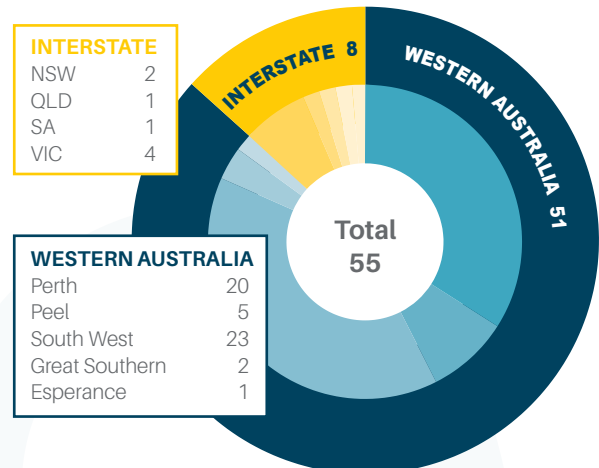 INTERSTATE
NSW 2
QLD 1
SA 1
VIC 4
INTERSTATE 8
WESTERN AUSTRALIA 51
Total
55
WESTERN AUSTRALIA
Perth 20
Peel 5
South West 23
Great Southern 2
Esperance 1